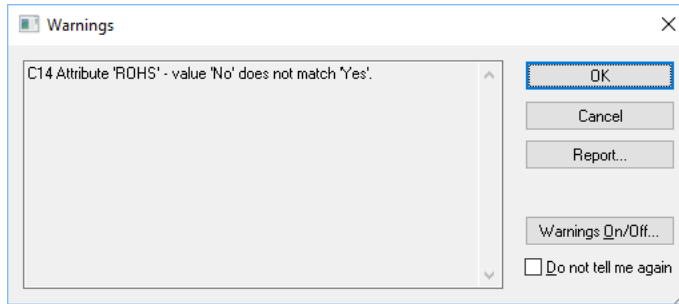 Warnings
C14 Attribute 'ROHS' - value 'No' does not match 'Yes'.
OK
Cancel
Report...
Warnings On/Off...
Do not tell me again